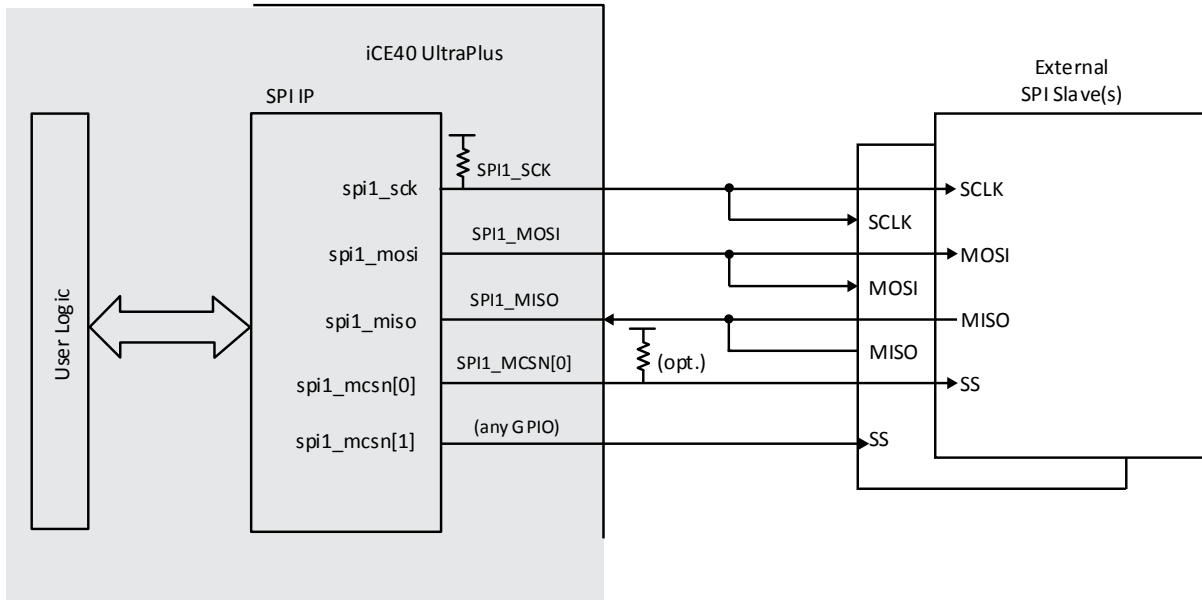 iCE40 UltraPlus
External
SPI Slave(s)
SPI IP
User Logic
spi1_sck
SPI1_SCK
SCLK
SCLK
spi1_mosi
SPI1_MOSI
MOSI
MOSI
spi1_miso
SPI1_MISO
MISO
MISO
spi1_mcsn[0]
SPI1_MCSN[0]
(opt.)
SS
spi1_mcsn[1]
(any GPIO)
SS